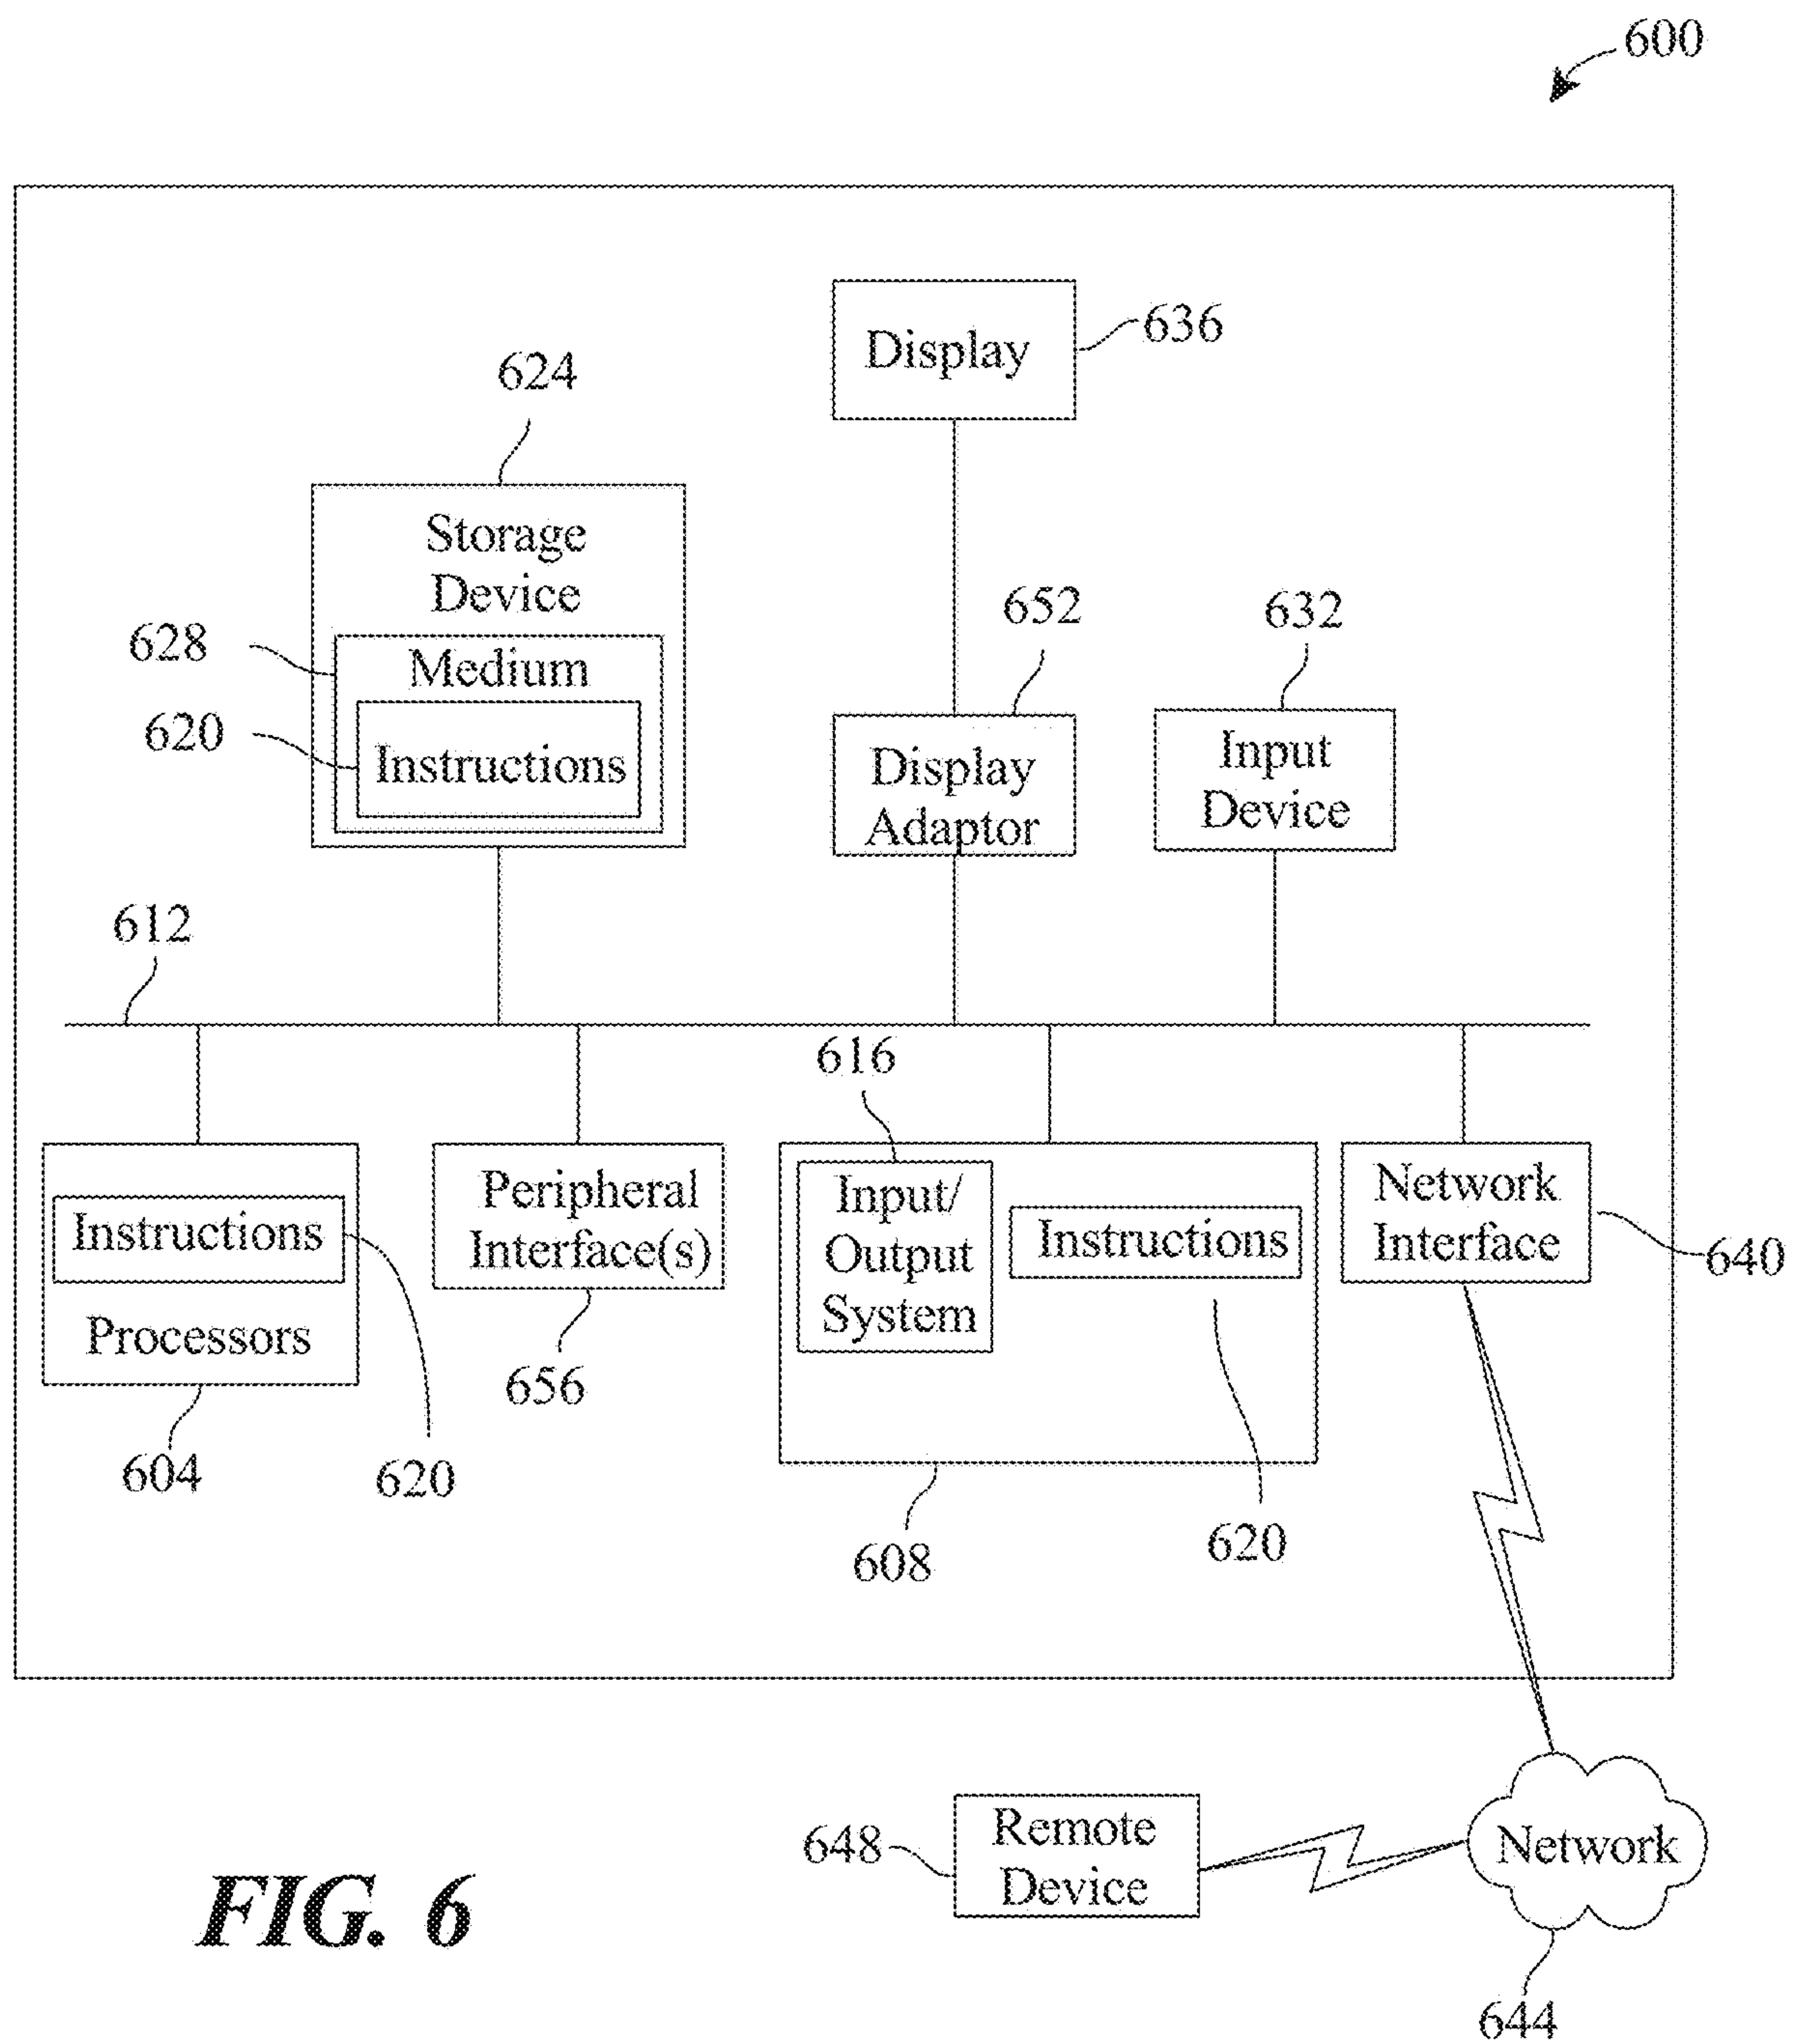 600
Display
636
624
Storage
Device
628
Medium
620
Instructions
652
Display
Adaptor
632
Input
Device
612
616
Instructions
Processors
604
620
Peripheral
Interface(s)
656
Input/
Output
System
Instructions
608
620
Network
Interface
640
648
Remote
Device
Network
644
FIG. 6